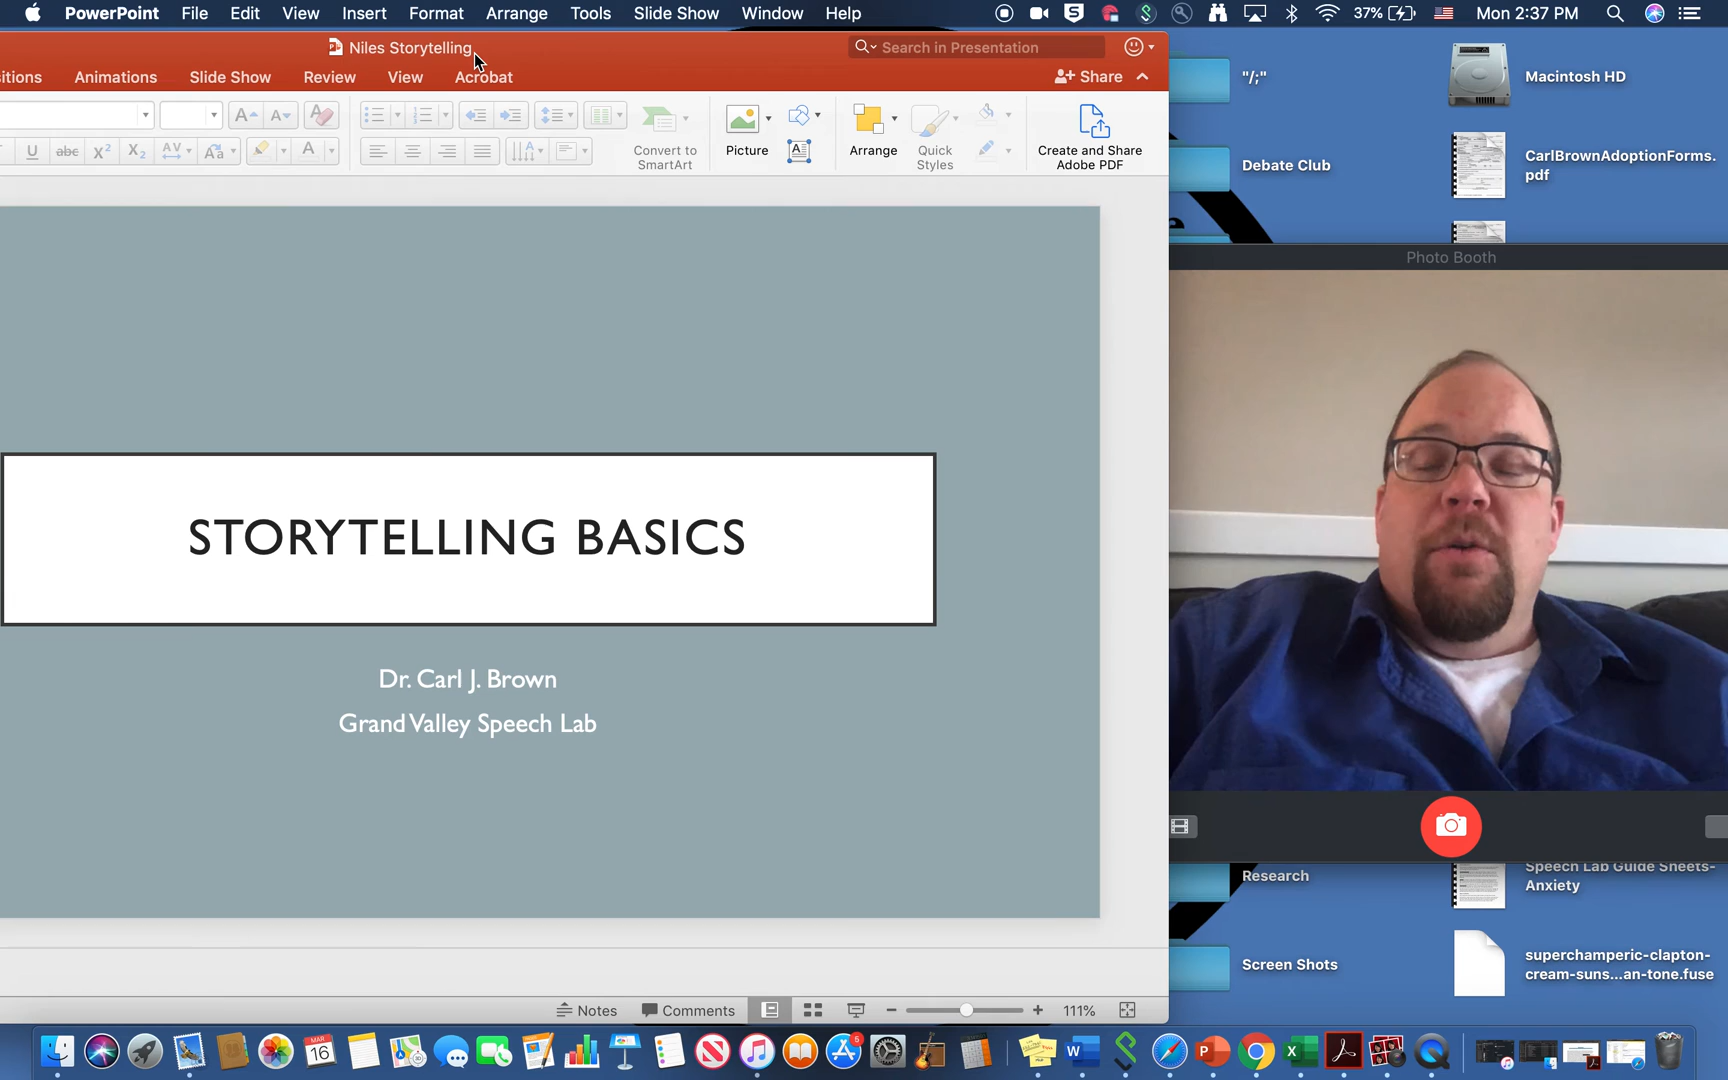 PowerPoint File Edit View Insert Format Arrange Tools Slide Show Window Help 37% Mon 2:37 PM
Niles Storytelling
Search in Presentation
itions Animations Slide Show Review View Acrobat Share
Convert to
SmartArt
Picture
Arrange
Quick
Styles
Create and Share
Adobe PDF
"/;"
Macintosh HD
Debate Club
CarlBrownAdoptionForms.
pdf
Photo Booth
STORYTELLING BASICS
Dr. Carl J. Brown
Grand Valley Speech Lab
Research
Speech Lab Guide Sheets-
Anxiety
Screen Shots
superchamperic-clapton-
cream-suns...an-tone.fuse
Notes Comments 111%
MAR
16
5